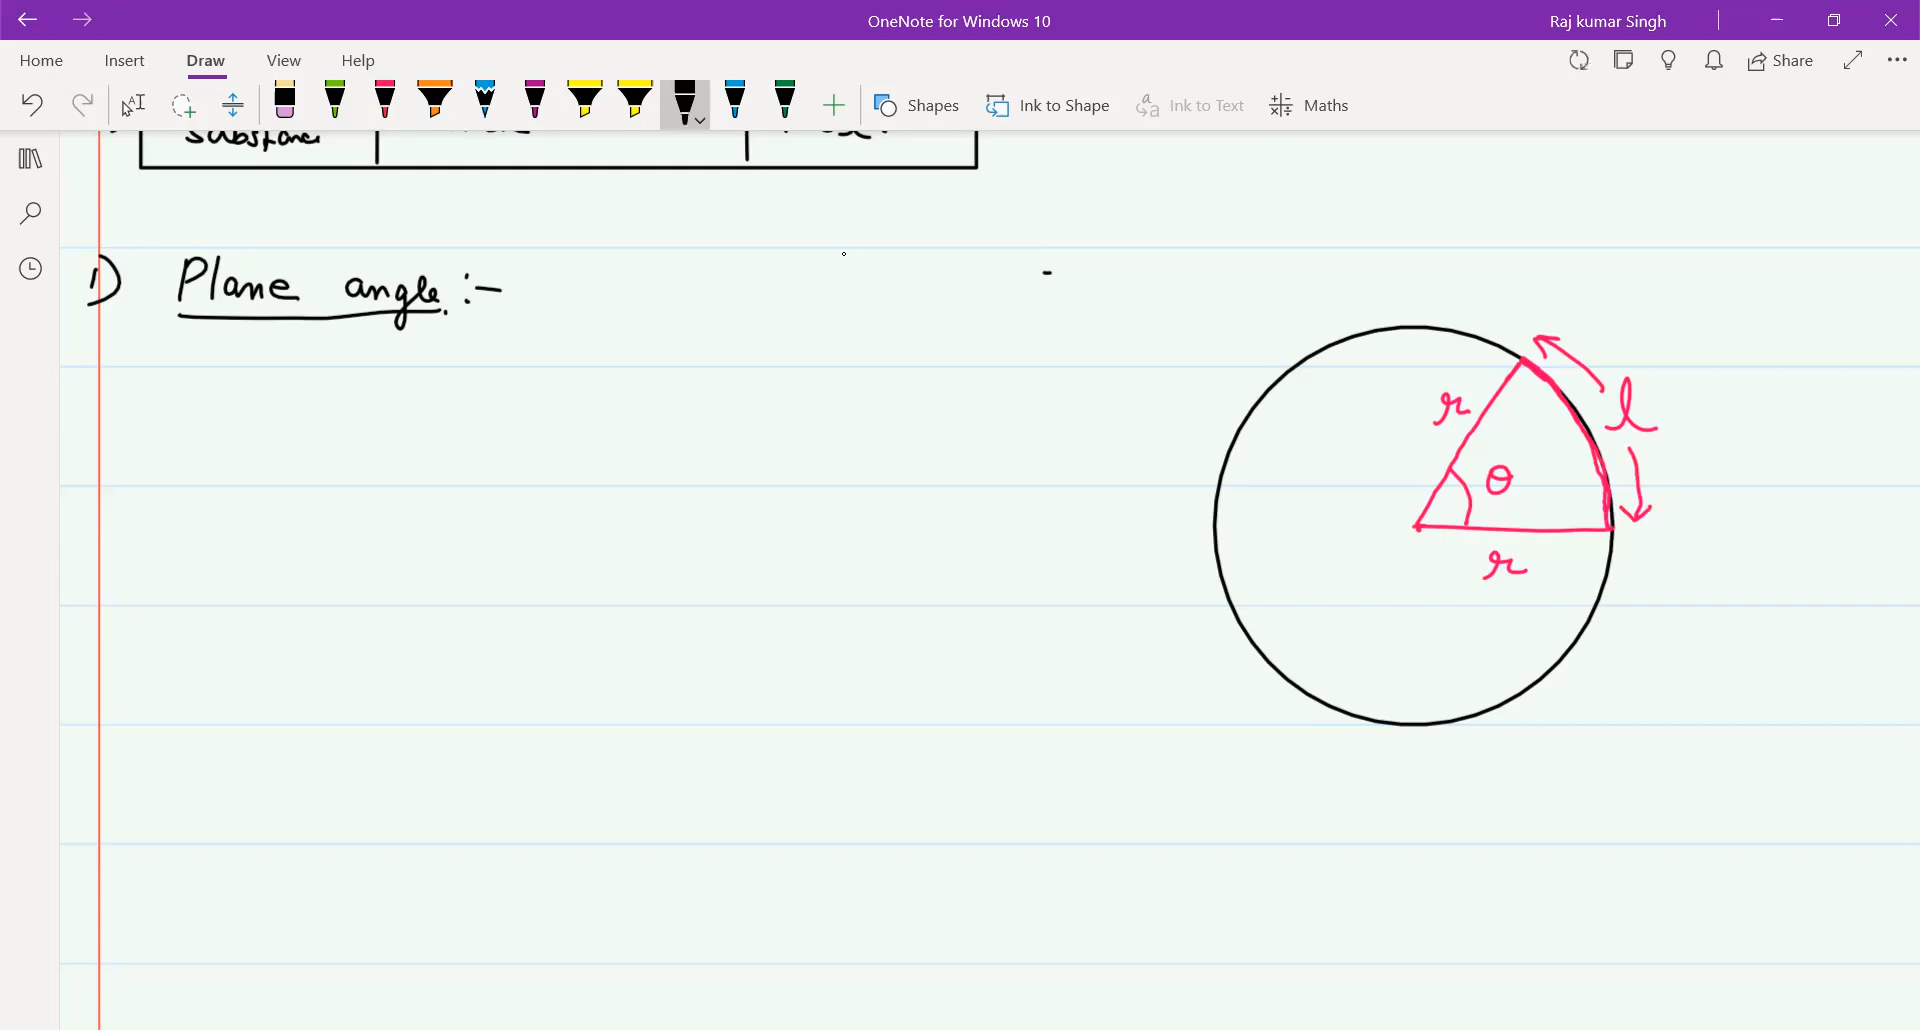 OneNote for Windows 10
Raj kumar Singh
Home Insert Draw View Help
Share
Shapes Ink to Shape Ink to Text Maths
substance
1) Plane angle :-
l
r
θ
r